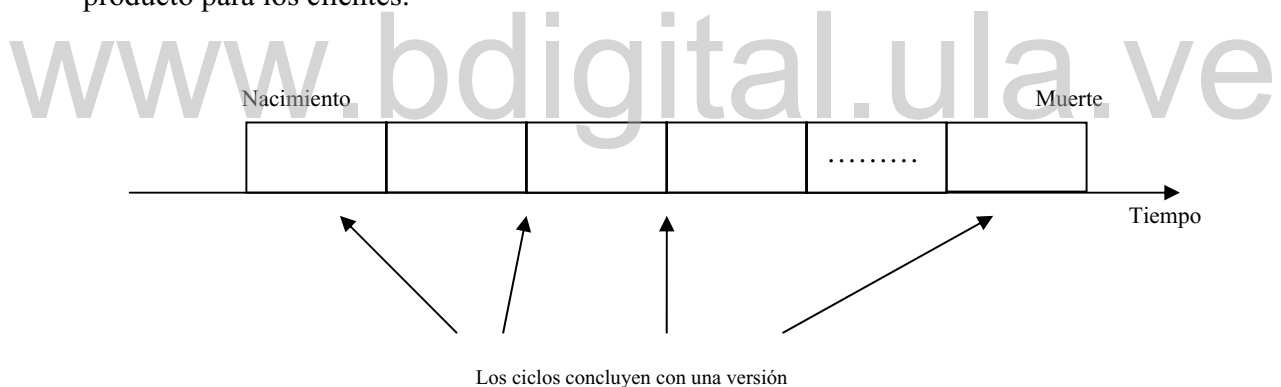 producto para los clientes.
www.bdigital.ula.ve
Nacimiento
Muerte
.........
Tiempo
Los ciclos concluyen con una versión